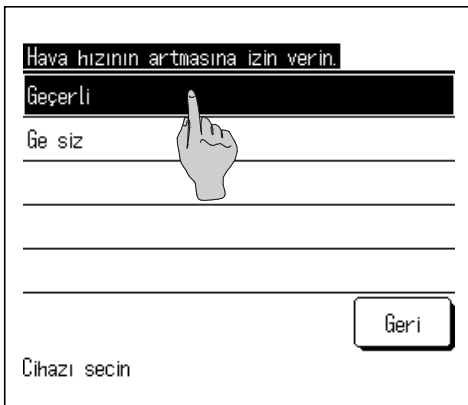 Hava hızının artmasına izin verin.
Geçerli
Ge siz
Geri
Cihazı secin